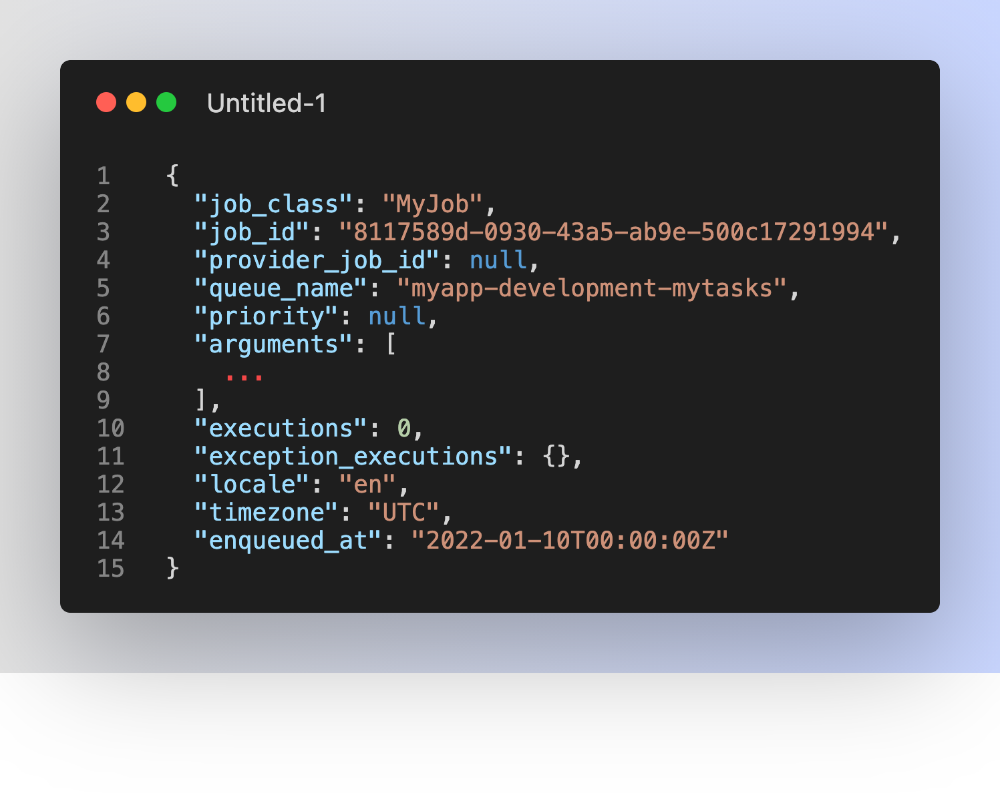 Untitled-1
1 {
2   "job_class": "MyJob",
3   "job_id": "8117589d-0930-43a5-ab9e-500c17291994",
4   "provider_job_id": null,
5   "queue_name": "myapp-development-mytasks",
6   "priority": null,
7   "arguments": [
8     ...
9   ],
10   "executions": 0,
11   "exception_executions": {},
12   "locale": "en",
13   "timezone": "UTC",
14   "enqueued_at": "2022-01-10T00:00:00Z"
15 }